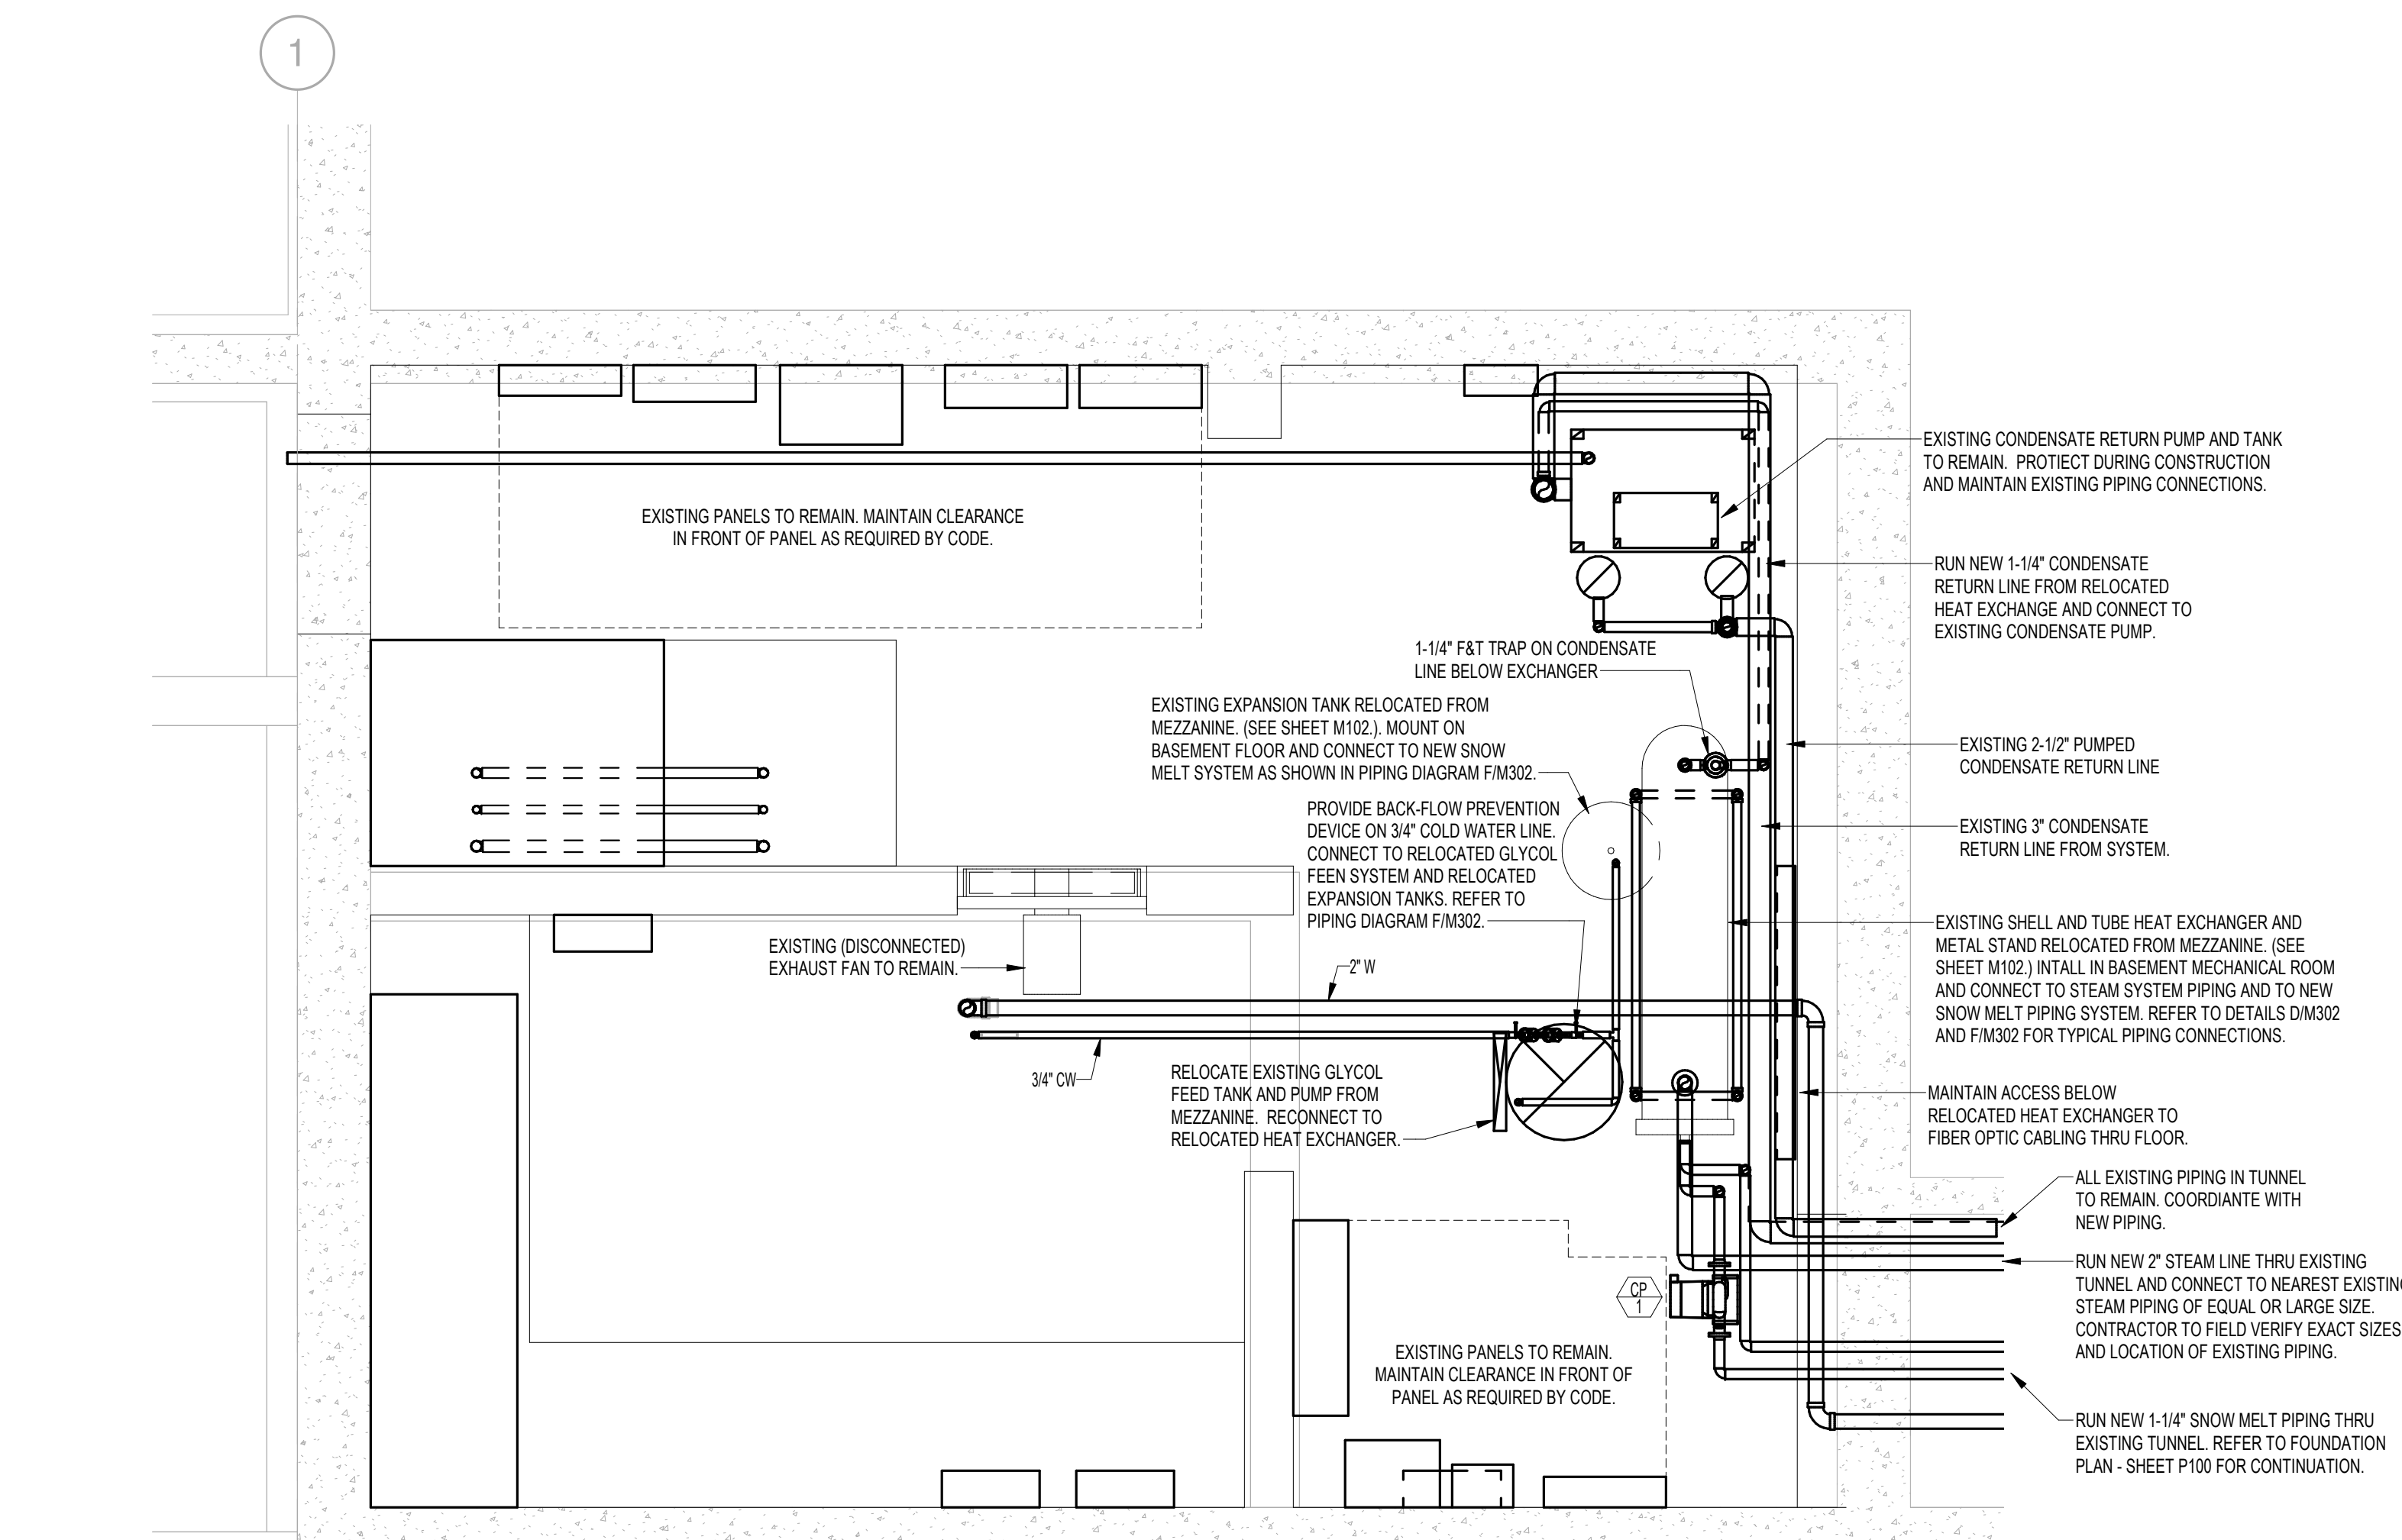 1
EXISTING PANELS TO REMAIN. MAINTAIN CLEARANCE
IN FRONT OF PANEL AS REQUIRED BY CODE.
EXISTING CONDENSATE RETURN PUMP AND TANK
TO REMAIN. PROTIECT DURING CONSTRUCTION
AND MAINTAIN EXISTING PIPING CONNECTIONS.
RUN NEW 1-1/4" CONDENSATE
RETURN LINE FROM RELOCATED
HEAT EXCHANGE AND CONNECT TO
EXISTING CONDENSATE PUMP.
1-1/4" F&T TRAP ON CONDENSATE
LINE BELOW EXCHANGER
EXISTING EXPANSION TANK RELOCATED FROM
MEZZANINE. (SEE SHEET M102.). MOUNT ON
BASEMENT FLOOR AND CONNECT TO NEW SNOW
MELT SYSTEM AS SHOWN IN PIPING DIAGRAM F/M302.
EXISTING 2-1/2" PUMPED
CONDENSATE RETURN LINE
PROVIDE BACK-FLOW PREVENTION
DEVICE ON 3/4" COLD WATER LINE.
CONNECT TO RELOCATED GLYCOL
FEEN SYSTEM AND RELOCATED
EXPANSION TANKS. REFER TO
PIPING DIAGRAM F/M302.
EXISTING 3" CONDENSATE
RETURN LINE FROM SYSTEM.
EXISTING (DISCONNECTED)
EXHAUST FAN TO REMAIN.
2" W
EXISTING SHELL AND TUBE HEAT EXCHANGER AND
METAL STAND RELOCATED FROM MEZZANINE. (SEE
SHEET M102.) INTALL IN BASEMENT MECHANICAL ROOM
AND CONNECT TO STEAM SYSTEM PIPING AND TO NEW
SNOW MELT PIPING SYSTEM. REFER TO DETAILS D/M302
AND F/M302 FOR TYPICAL PIPING CONNECTIONS.
3/4" CW
RELOCATE EXISTING GLYCOL
FEED TANK AND PUMP FROM
MEZZANINE. RECONNECT TO
RELOCATED HEAT EXCHANGER.
MAINTAIN ACCESS BELOW
RELOCATED HEAT EXCHANGER TO
FIBER OPTIC CABLING THRU FLOOR.
ALL EXISTING PIPING IN TUNNEL
TO REMAIN. COORDIANTE WITH
NEW PIPING.
RUN NEW 2" STEAM LINE THRU EXISTING
TUNNEL AND CONNECT TO NEAREST EXISTING
STEAM PIPING OF EQUAL OR LARGE SIZE.
CONTRACTOR TO FIELD VERIFY EXACT SIZES
AND LOCATION OF EXISTING PIPING.
CP
1
EXISTING PANELS TO REMAIN.
MAINTAIN CLEARANCE IN FRONT OF
PANEL AS REQUIRED BY CODE.
RUN NEW 1-1/4" SNOW MELT PIPING THRU
EXISTING TUNNEL. REFER TO FOUNDATION
PLAN - SHEET P100 FOR CONTINUATION.